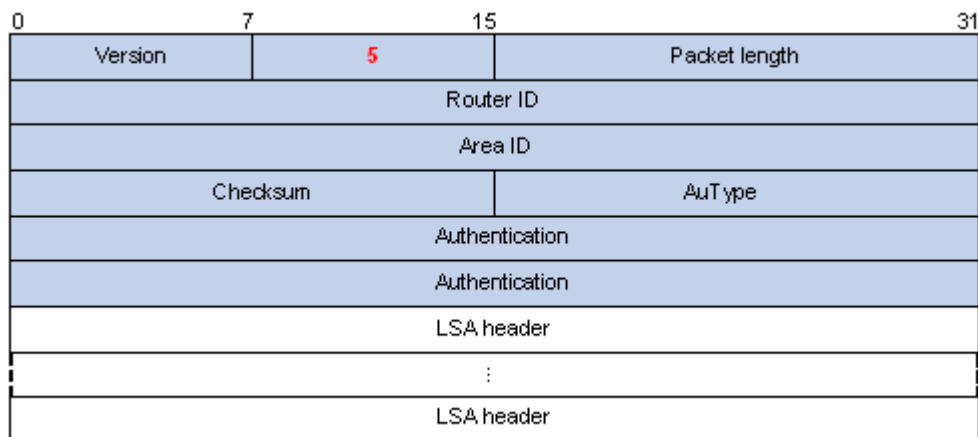 0 7 15 31
Version 5 Packet length
Router ID
Area ID
Checksum AuType
Authentication
Authentication
LSA header
⋮
LSA header